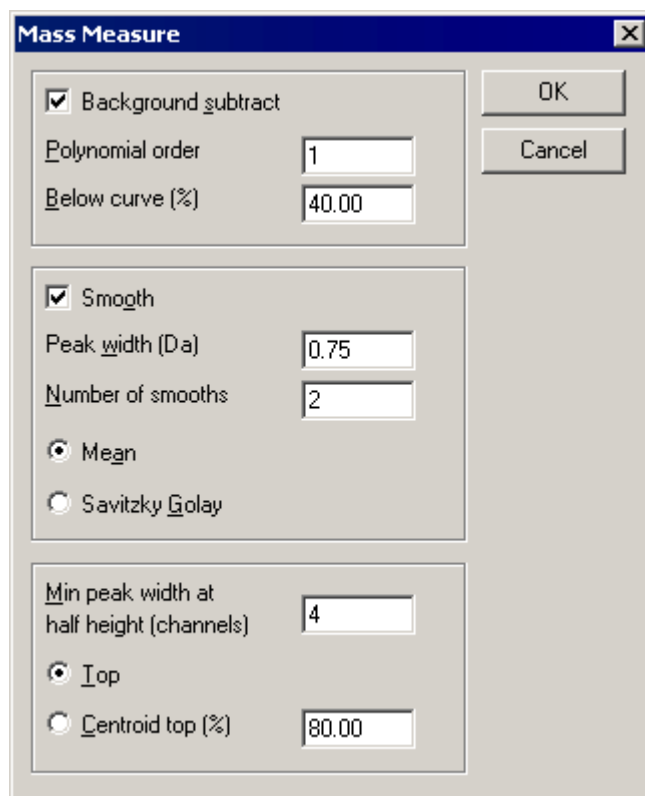 Mass Measure
Background subtract
OK
Polynomial order 1
Cancel
Below curve (%) 40.00
Smooth
Peak width (Da) 0.75
Number of smooths 2
Mean
Savitzky Golay
Min peak width at
half height (channels) 4
Top
Centroid top (%) 80.00